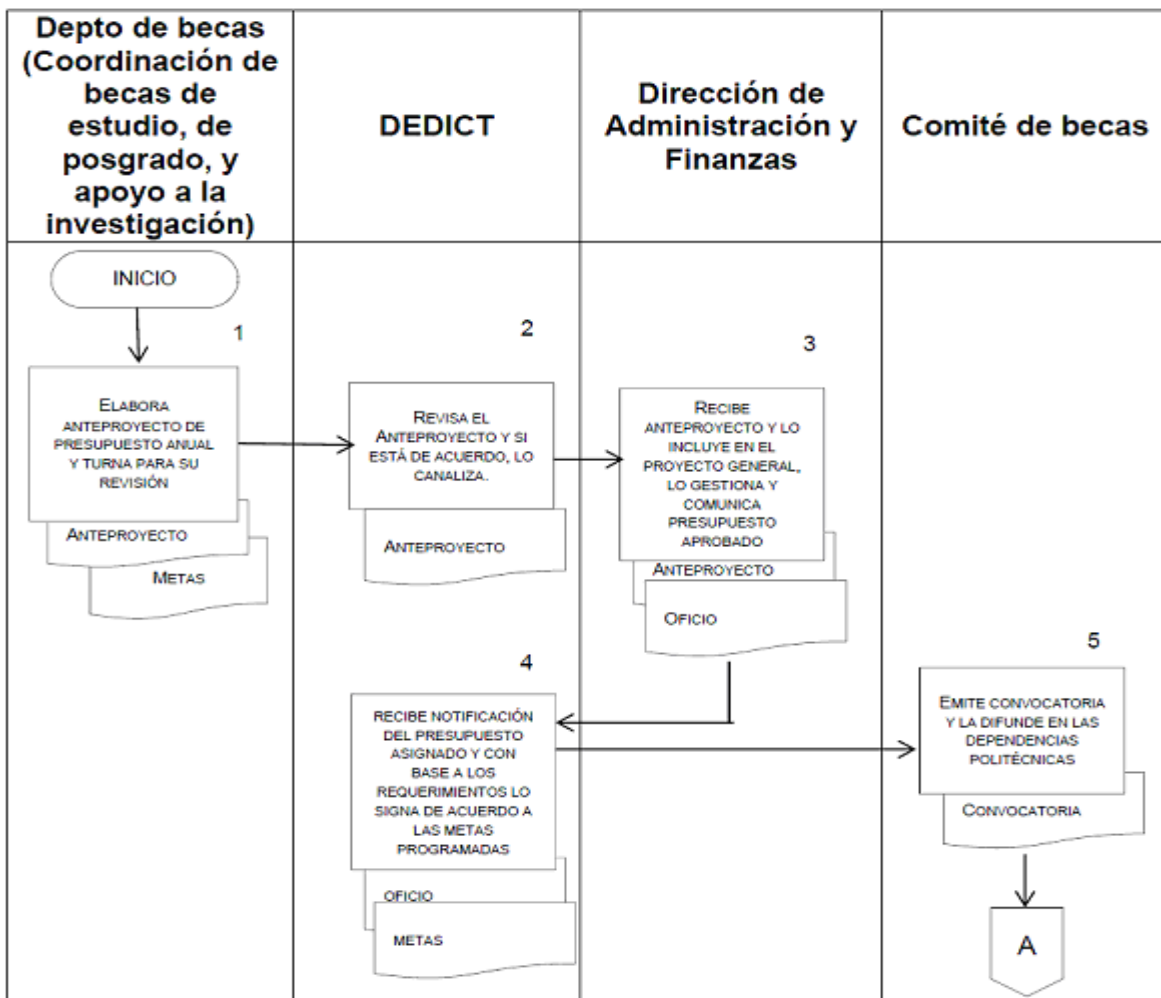 Depto de becas
(Coordinación de
becas de
estudio, de
posgrado, y
apoyo a la
investigación)
DEDICT
Dirección de
Administración y
Finanzas
Comité de becas
INICIO
1
ELABORA
ANTEPROYECTO DE
PRESUPUESTO ANUAL
Y TURNA PARA SU
REVISIÓN
ANTEPROYECTO
METAS
2
REVISA EL
ANTEPROYECTO Y SI
ESTÁ DE ACUERDO, LO
CANALIZA.
ANTEPROYECTO
3
RECIBE
ANTEPROYECTO Y LO
INCLUYE EN EL
PROYECTO GENERAL,
LO GESTIONA Y
COMUNICA
PRESUPUESTO
APROBADO
ANTEPROYECTO
OFICIO
4
RECIBE NOTIFICACIÓN
DEL PRESUPUESTO
ASIGNADO Y CON
BASE A LOS
REQUERIMIENTOS LO
SIGNA DE ACUERDO A
LAS METAS
PROGRAMADAS
OFICIO
METAS
5
EMITE CONVOCATORIA
Y LA DIFUNDE EN LAS
DEPENDENCIAS
POLITÉCNICAS
CONVOCATORIA
A